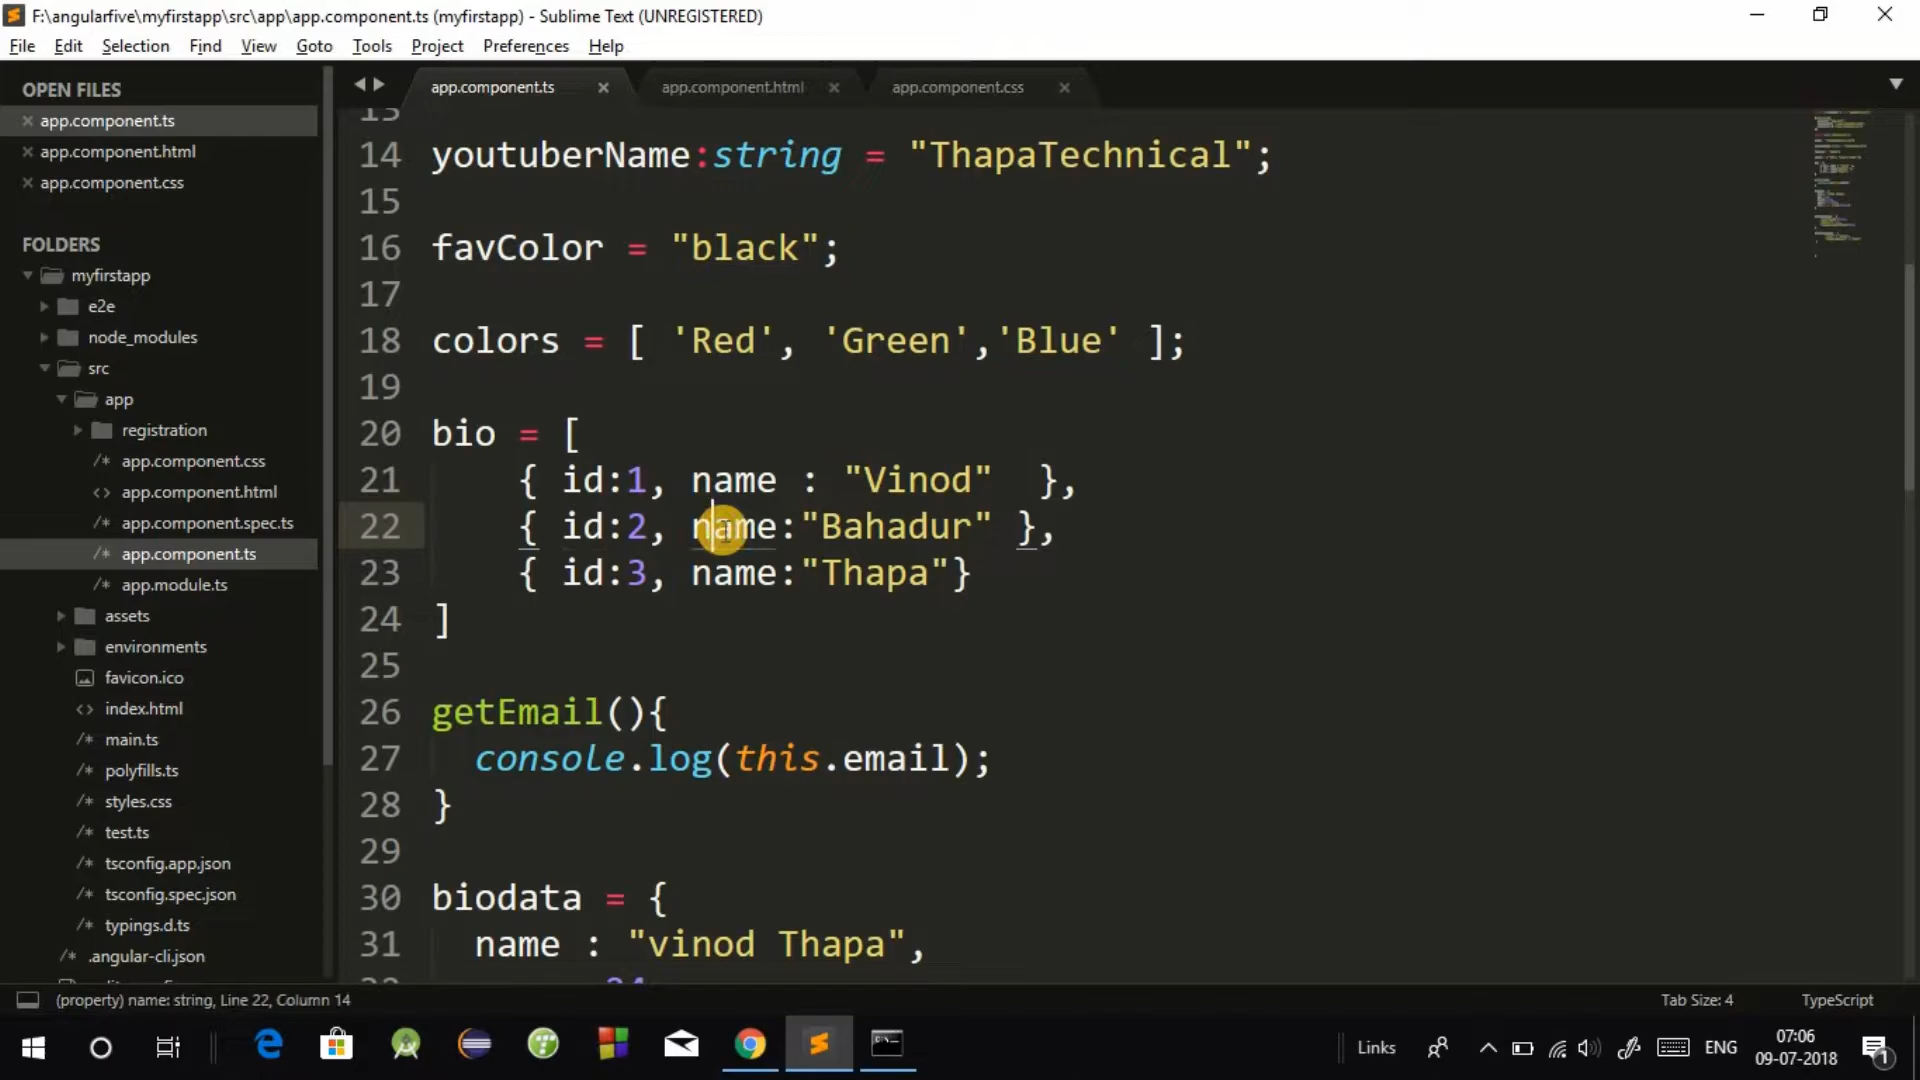 F:\angularfive\myfirstapp\src\app\app.component.ts (myfirstapp) - Sublime Text (UNREGISTERED)
File Edit Selection Find View Goto Tools Project Preferences Help
OPEN FILES
app.component.ts
app.component.html
app.component.css
FOLDERS
myfirstapp
e2e
node_modules
src
app
registration
/* app.component.css
<> app.component.html
/* app.component.spec.ts
/* app.component.ts
/* app.module.ts
assets
environments
favicon.ico
<> index.html
/* main.ts
/* polyfills.ts
/* styles.css
/* test.ts
/* tsconfig.app.json
/* tsconfig.spec.json
/* typings.d.ts
/* .angular-cli.json
app.component.ts app.component.html app.component.css
13
14 youtuberName:string = "ThapaTechnical";
15
16 favColor = "black";
17
18 colors = [ 'Red', 'Green','Blue' ];
19
20 bio = [
21 { id:1, name : "Vinod" },
22 { id:2, name:"Bahadur" },
23 { id:3, name:"Thapa"}
24 ]
25
26 getEmail(){
27 console.log(this.email);
28 }
29
30 biodata = {
31 name : "vinod Thapa",
(property) name: string, Line 22, Column 14
Tab Size: 4 TypeScript
Links ENG 07:06
09-07-2018
1